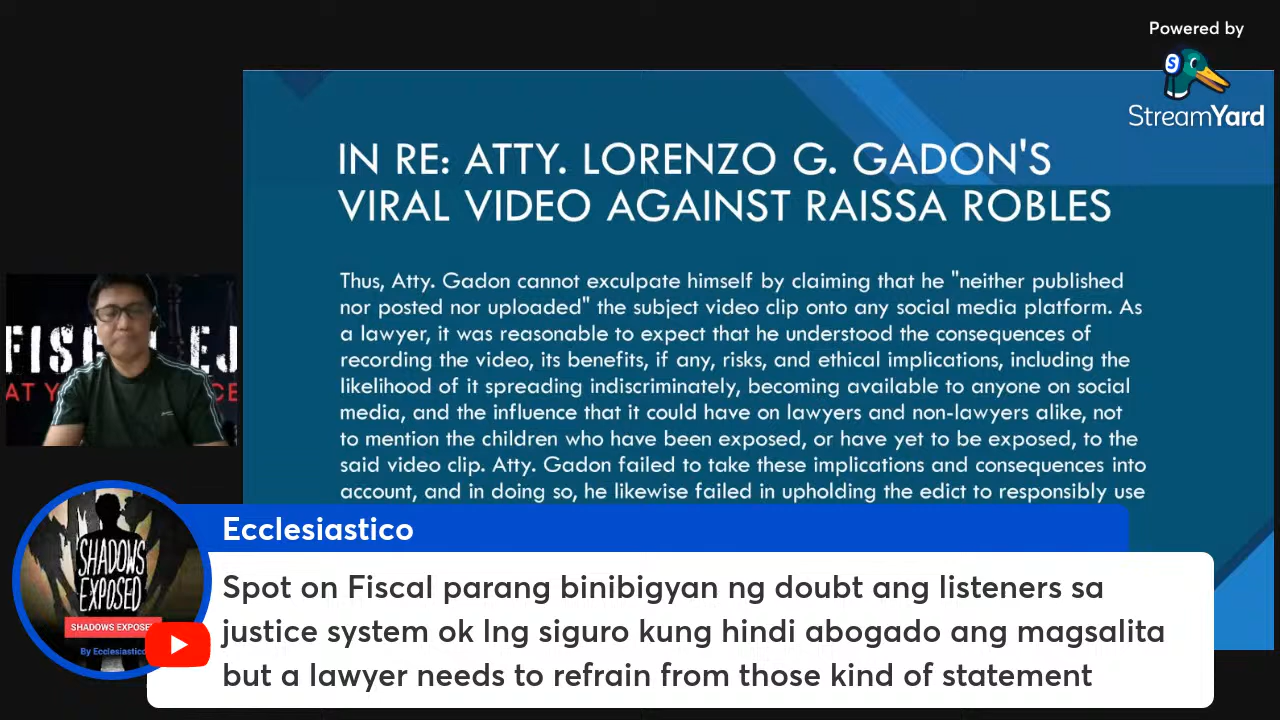 Powered by
S
StreamYard
IN RE: ATTY. LORENZO G. GADON'S
VIRAL VIDEO AGAINST RAISSA ROBLES
Thus, Atty. Gadon cannot exculpate himself by claiming that he "neither published
nor posted nor uploaded" the subject video clip onto any social media platform. As
a lawyer, it was reasonable to expect that he understood the consequences of
recording the video, its benefits, if any, risks, and ethical implications, including the
likelihood of it spreading indiscriminately, becoming available to anyone on social
media, and the influence that it could have on lawyers and non-lawyers alike, not
to mention the children who have been exposed, or have yet to be exposed, to the
said video clip. Atty. Gadon failed to take these implications and consequences into
account, and in doing so, he likewise failed in upholding the edict to responsibly use
EJ
SHADOWS
EXPOSED
By Ecclesiastico
Ecclesiastico
Spot on Fiscal parang binibigyan ng doubt ang listeners sa
justice system ok lng siguro kung hindi abogado ang magsalita
but a lawyer needs to refrain from those kind of statement